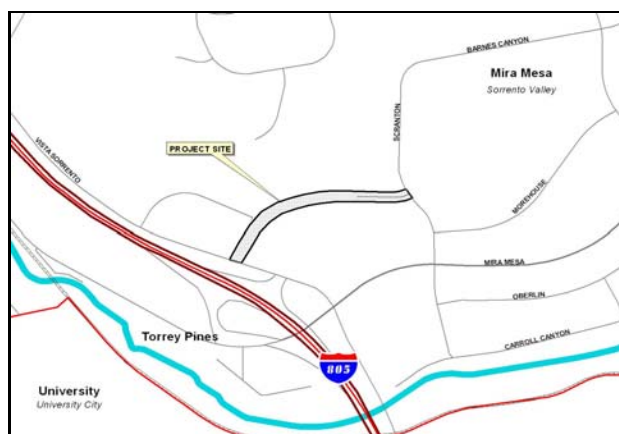 BARNES CANYON
Mira Mesa
Sorrento Valley
SCRANTON
VISTA SORRENTO
PROJECT SITE
MOREHOUSE
MIRA MESA
OBERLIN
Torrey Pines
CARROLL CANYON
805
University
University City